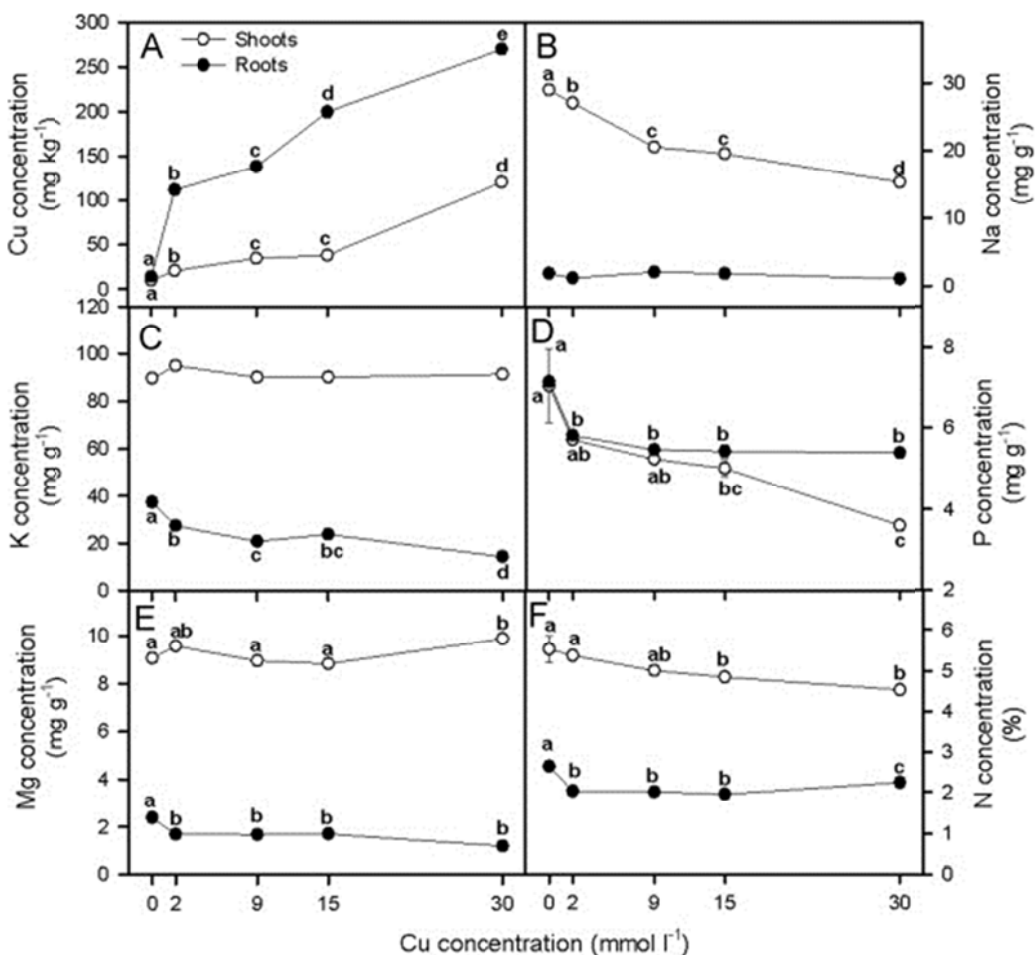 A
Shoots
Roots
Cu concentration
(mg kg⁻¹)
300
250
200
150
100
50
0
a
a
b
b
c
c
d
c
e
d
B
Na concentration
(mg g⁻¹)
30
20
10
0
a
b
c
c
d
C
K concentration
(mg g⁻¹)
120
100
80
60
40
20
0
a
b
c
bc
d
D
P concentration
(mg g⁻¹)
8
6
4
2
a
a
b
ab
b
ab
b
bc
b
c
E
Mg concentration
(mg g⁻¹)
10
8
6
4
2
0
a
ab
a
a
b
a
b
b
b
b
F
N concentration
(%)
6
5
4
3
2
1
0
a
a
ab
b
b
a
b
b
b
c
0 2 9 15 30
0 2 9 15 30
Cu concentration (mmol l⁻¹)